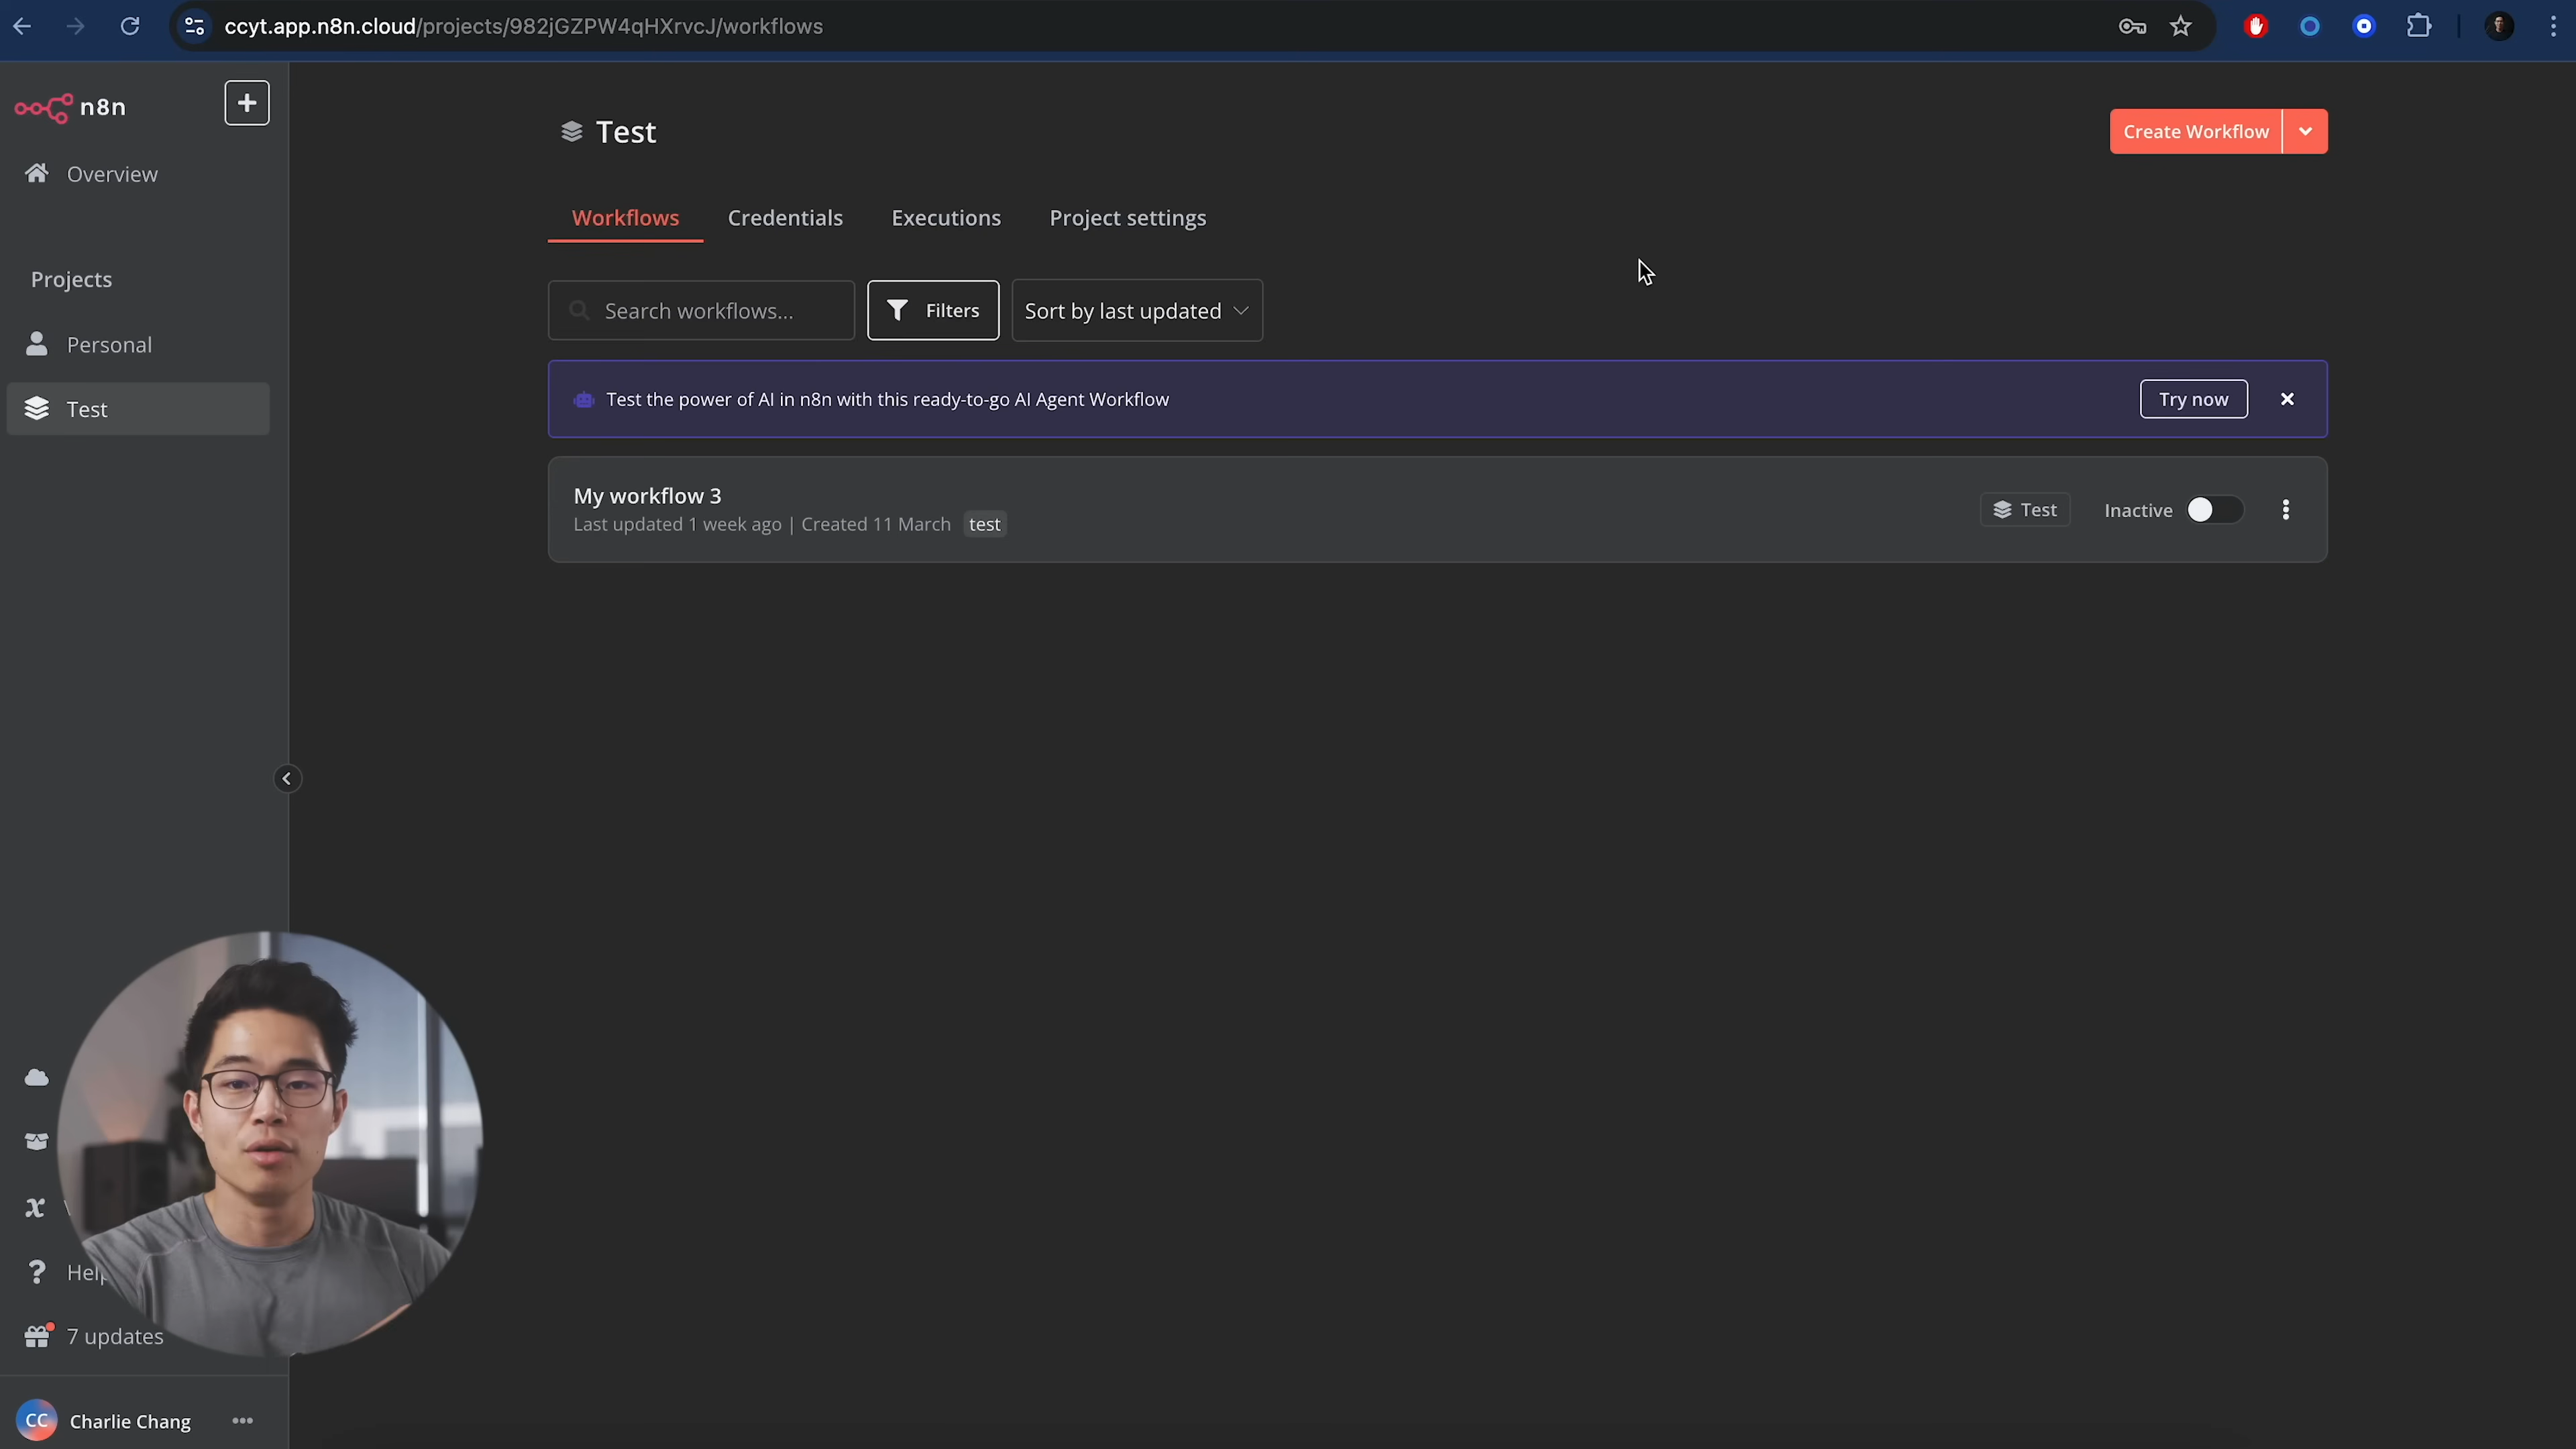 ccyt.app.n8n.cloud/projects/982jGZPW4qHXrvcJ/workflows
n8n
Overview
Projects
Personal
Test
Test
Create Workflow
Workflows
Credentials
Executions
Project settings
Search workflows...
Filters
Sort by last updated
Test the power of AI in n8n with this ready-to-go AI Agent Workflow
Try now
My workflow 3
Last updated 1 week ago | Created 11 March test
Test
Inactive
Help
7 updates
CC
Charlie Chang